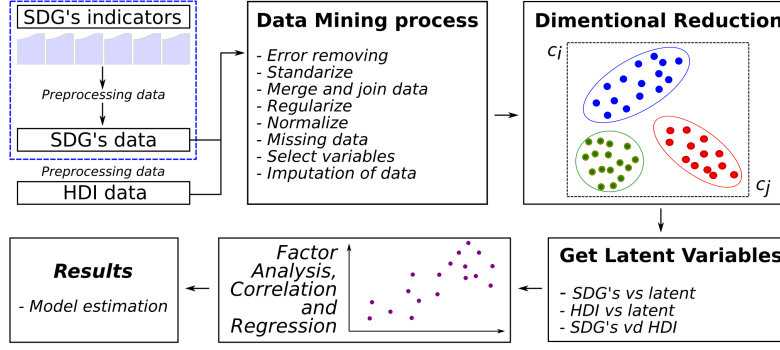 SDG's indicators
Preprocessing data
SDG's data
Preprocessing data
HDI data
Data Mining process
- Error removing
- Standarize
- Merge and join data
- Regularize
- Normalize
- Missing data
- Select variables
- Imputation of data
Dimentional Reduction
c_i
c_j
Get Latent Variables
- SDG's vs latent
- HDI vs latent
- SDG's vd HDI
Factor
Analysis,
Correlation
and
Regression
Results
- Model estimation